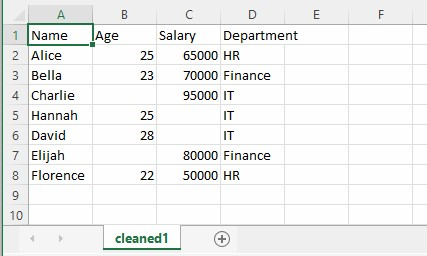 A B C D E F
1 Name Age Salary Department
2 Alice 25 65000 HR
3 Bella 23 70000 Finance
4 Charlie 95000 IT
5 Hannah 25 IT
6 David 28 IT
7 Elijah 80000 Finance
8 Florence 22 50000 HR
9
10
cleaned1